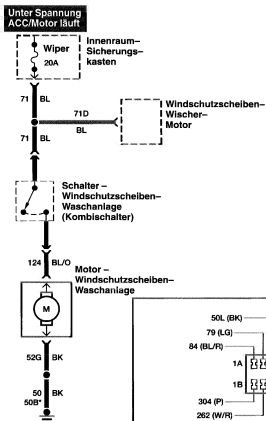 Unter Spannung
ACC/Motor läuft
Wiper
20A
Innenraum–
Sicherungs–
kasten
71 BL
71D
BL
Windschutzscheiben–
Wischer–
Motor
71 BL
Schalter –
Windschutzscheiben–
Waschanlage
(Kombischalter)
124 BL/O
Motor –
Windschutzscheiben–
Waschanlage
M
52G BK
50 BK
50B*
50L (BK)
79 (LG)
84 (BL/R)
1A
1B
304 (P)
262 (W/R)